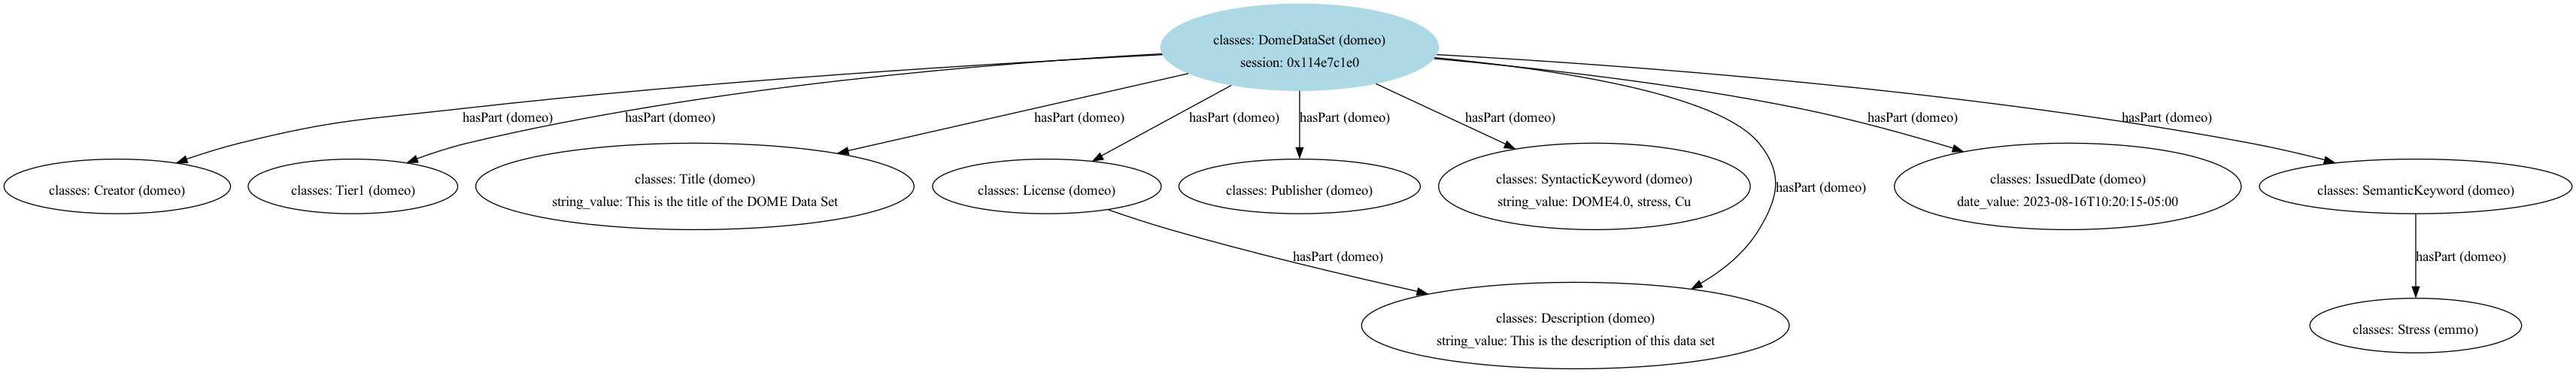 classes: DomeDataSet (domeo)
session: 0x114e7c1e0
hasPart (domeo)
hasPart (domeo)
hasPart (domeo)
hasPart (domeo)
hasPart (domeo)
hasPart (domeo)
hasPart (domeo)
hasPart (domeo)
classes: Creator (domeo)
classes: Tier1 (domeo)
classes: Title (domeo)
string_value: This is the title of the DOME Data Set
classes: License (domeo)
classes: Publisher (domeo)
classes: SyntacticKeyword (domeo)
string_value: DOME4.0, stress, Cu
hasPart (domeo)
classes: IssuedDate (domeo)
date_value: 2023-08-16T10:20:15-05:00
classes: SemanticKeyword (domeo)
hasPart (domeo)
hasPart (domeo)
classes: Description (domeo)
string_value: This is the description of this data set
classes: Stress (emmo)